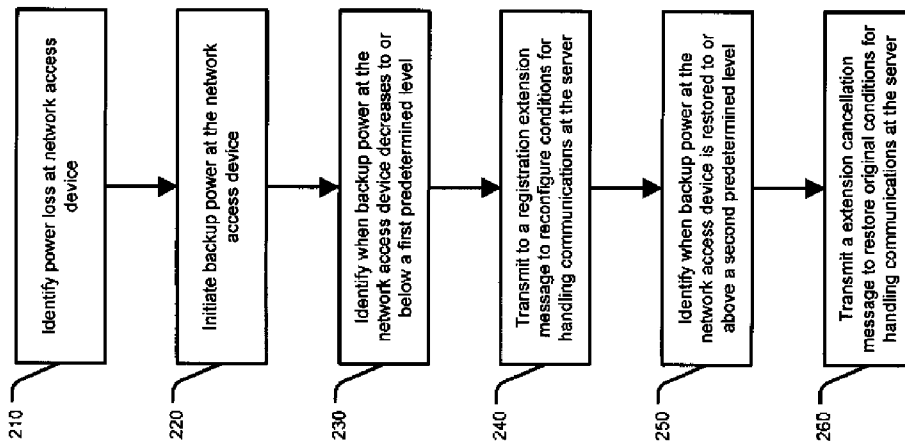 210
Identify power loss at network access
device
220
Initiate backup power at the network
access device
230
Identify when backup power at the
network access device decreases to or
below a first predetermined level
240
Transmit to a registration extension
message to reconfigure conditions for
handling communications at the server
250
Identify when backup power at
network access device is restored to or
above a second predetermined level
260
Transmit a extension cancellation
message to restore original conditions for
handling communications at the server